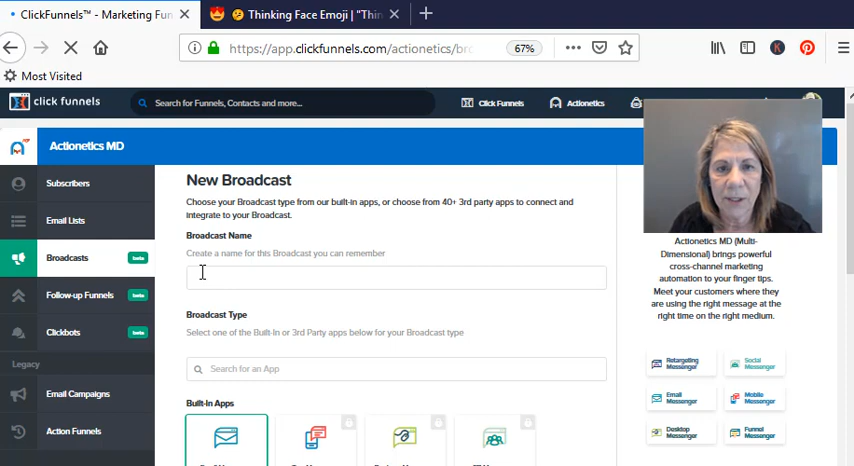 ClickFunnels™ - Marketing Fun
Thinking Face Emoji | "Thin
https://app.clickfunnels.com/actionetics/bro
67%
Most Visited
click funnels
Search for Funnels, Contacts and more...
Click Funnels
Actionetics
Actionetics MD
Subscribers
Email Lists
Broadcasts
beta
Follow-up Funnels
beta
Clickbots
beta
Legacy
Email Campaigns
Action Funnels
New Broadcast
Choose your Broadcast type from our built-in apps, or choose from 40+ 3rd party apps to connect and
integrate to your Broadcast.
Broadcast Name
Create a name for this Broadcast you can remember
Broadcast Type
Select one of the Built-In or 3rd Party apps below for your Broadcast type
Search for an App
Built-In Apps
Actionetics MD (Multi-
Dimensional) brings powerful
cross-channel marketing
automation to your finger tips.
Meet your customers where they
are using the right message at the
right time on the right medium.
Retargeting
Messenger
Social
Messenger
Email
Messenger
Mobile
Messenger
Desktop
Messenger
Funnel
Messenger